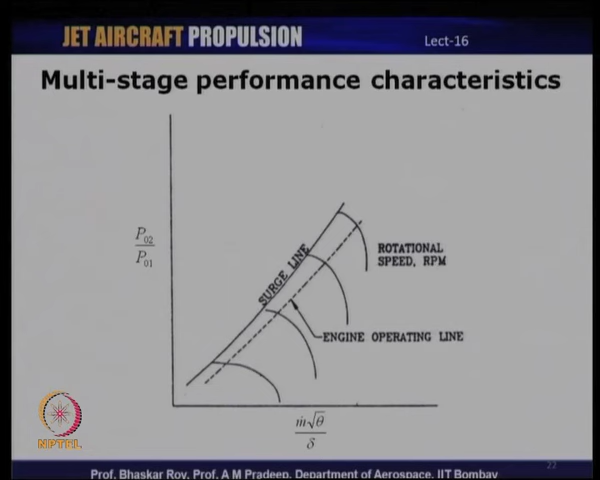 JET AIRCRAFT PROPULSION
Lect-16
Multi-stage performance characteristics
P02
P01
SURGE LINE
ROTATIONAL
SPEED, RPM
ENGINE OPERATING LINE
ṁ√θ
δ
NPTEL
22
Prof. Bhaskar Roy, Prof. A M Pradeep, Department of Aerospace, IIT Bombay